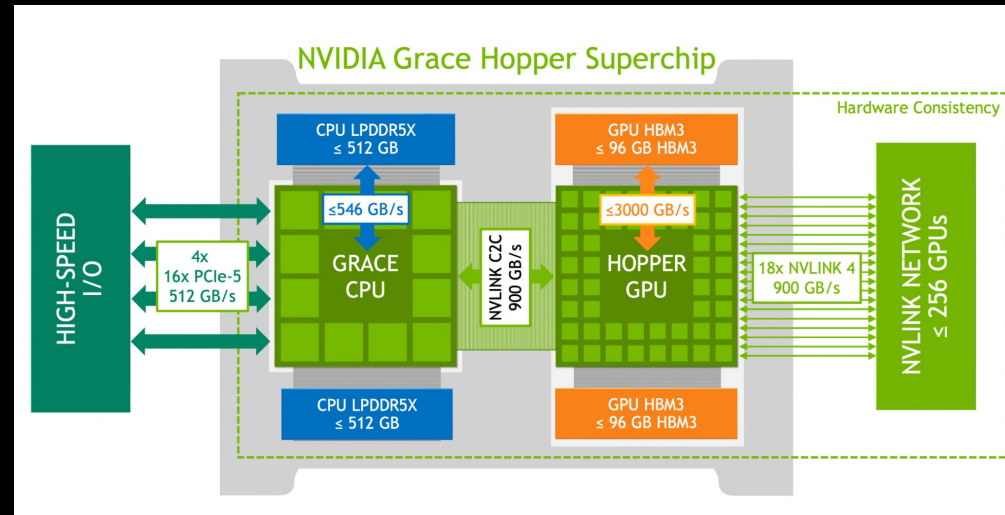 NVIDIA Grace Hopper Superchip
Hardware Consistency
CPU LPDDR5X
≤ 512 GB
GPU HBM3
≤ 96 GB HBM3
HIGH-SPEED
I/O
4x
16x PCIe-5
512 GB/s
≤546 GB/s
GRACE
CPU
NVLINK C2C
900 GB/s
≤3000 GB/s
HOPPER
GPU
18x NVLINK 4
900 GB/s
NVLINK NETWORK
≤ 256 GPUs
CPU LPDDR5X
≤ 512 GB
GPU HBM3
≤ 96 GB HBM3